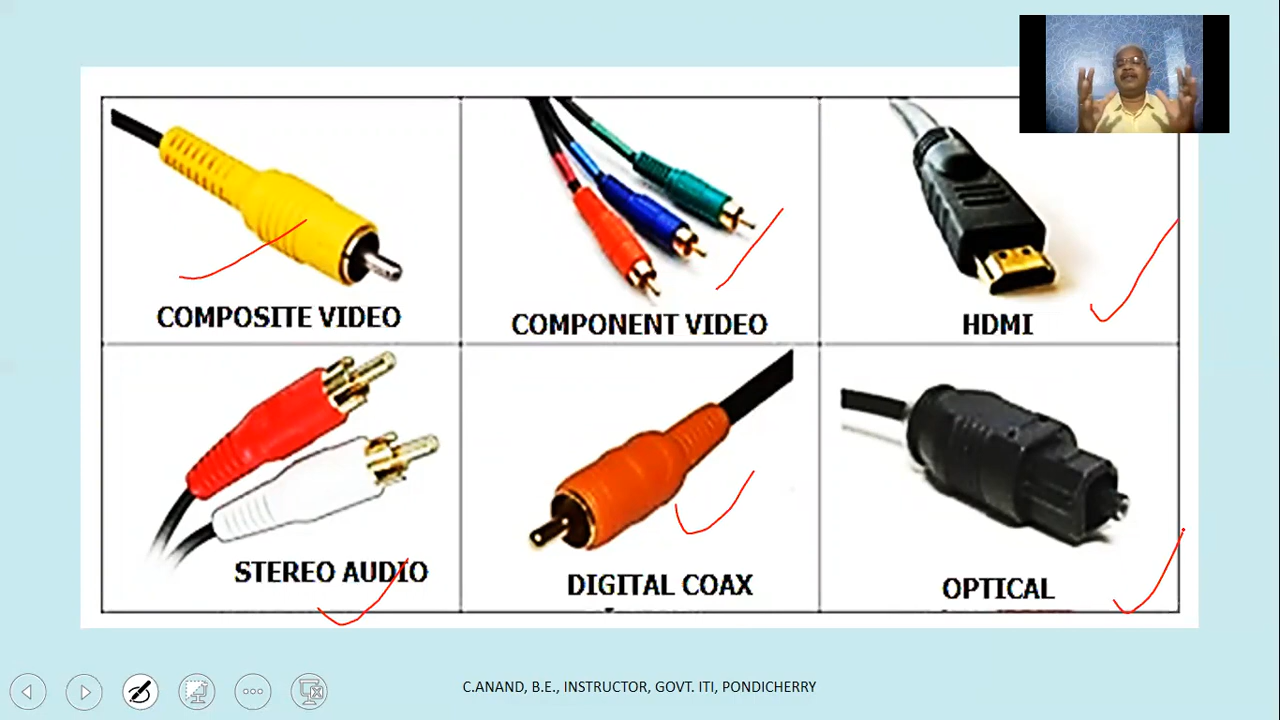 COMPOSITE VIDEO
COMPONENT VIDEO
HDMI
STEREO AUDIO
DIGITAL COAX
OPTICAL
C.ANAND, B.E., INSTRUCTOR, GOVT. ITI, PONDICHERRY